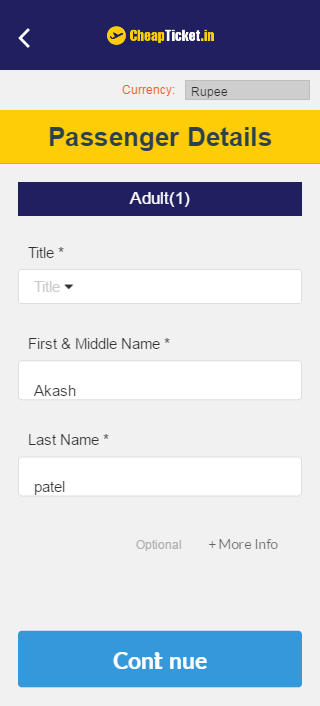 CheapTicket.in
Currency: Rupee
Passenger Details
Adult(1)
Title *
Title
First & Middle Name *
Akash
Last Name *
patel
Optional + More Info
Cont nue